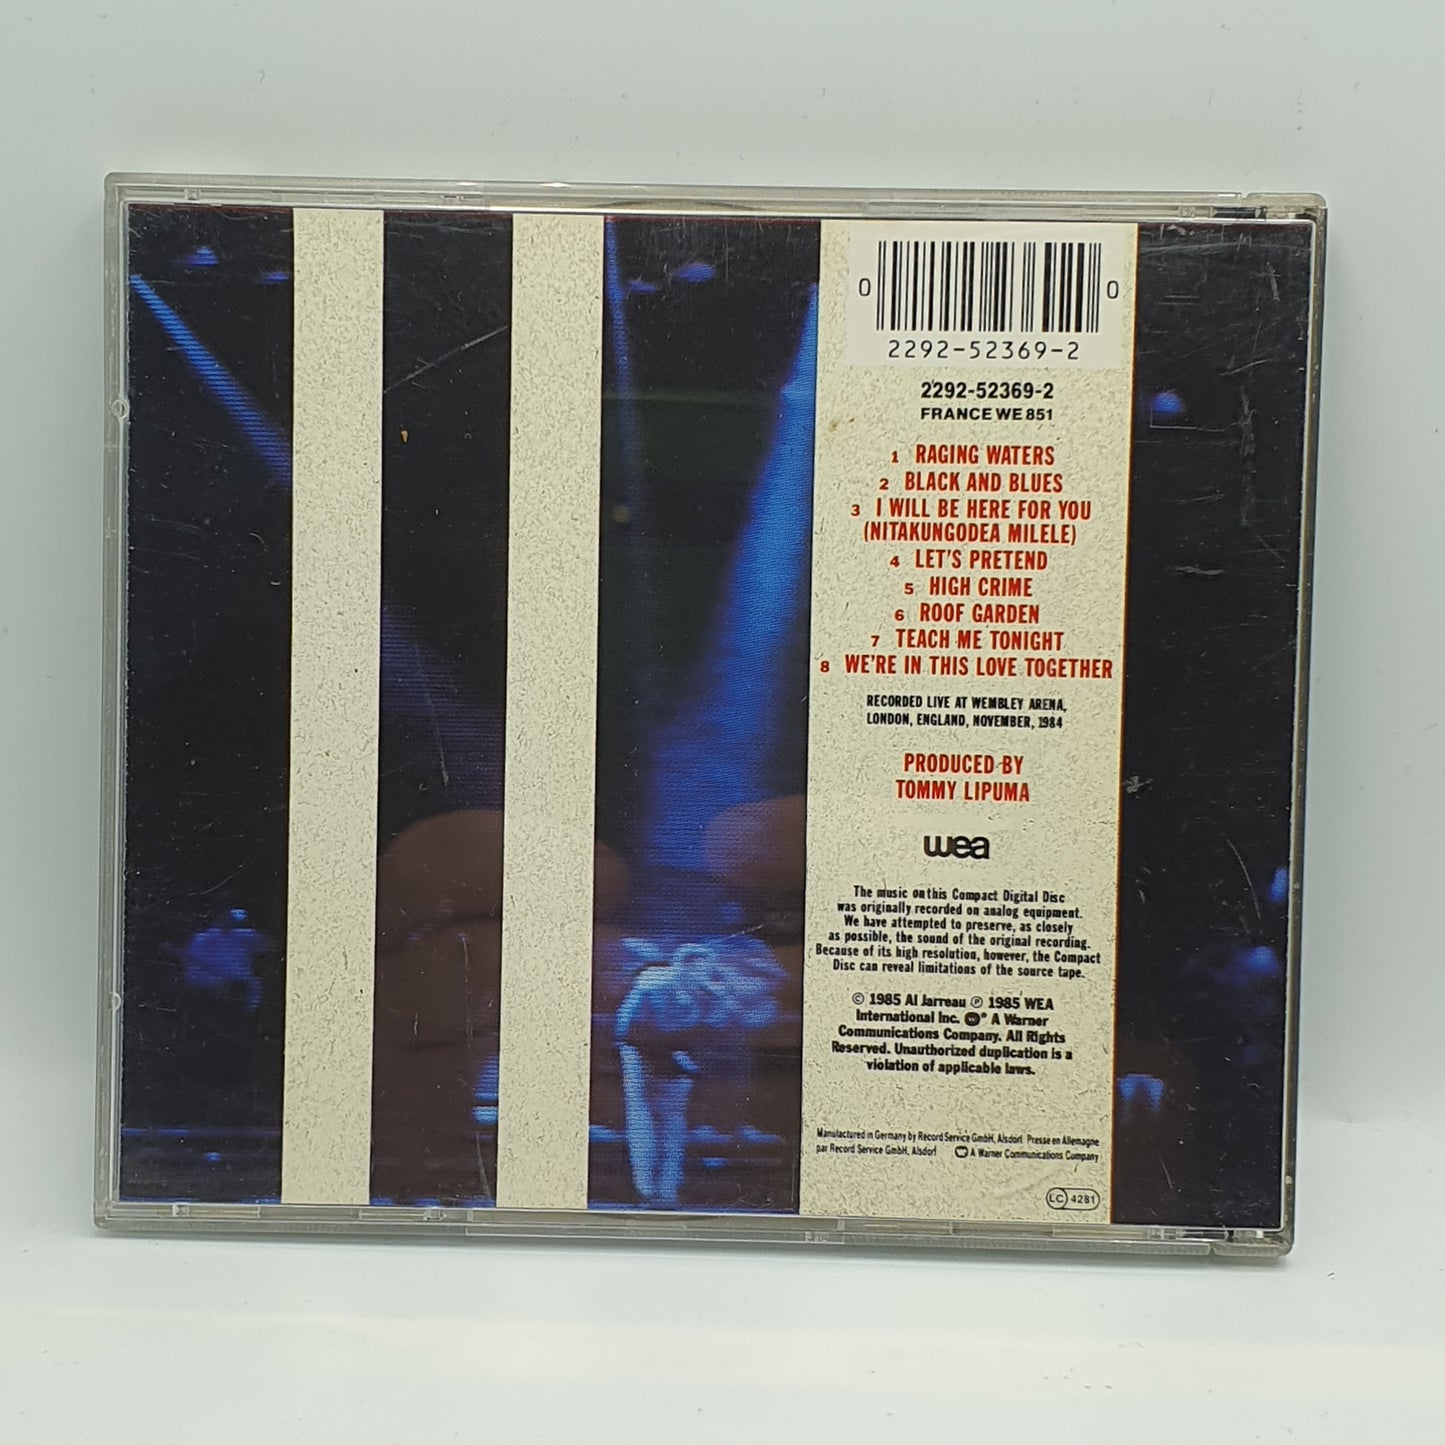 0 0
2292-52369-2
2292-52369-2
FRANCE WE 851
1 RAGING WATERS
2 BLACK AND BLUES
3 I WILL BE HERE FOR YOU
(NITAKUNGODEA MILELE)
4 LET'S PRETEND
5 HIGH CRIME
6 ROOF GARDEN
7 TEACH ME TONIGHT
8 WE'RE IN THIS LOVE TOGETHER
RECORDED LIVE AT WEMBLEY ARENA,
LONDON, ENGLAND, NOVEMBER, 1984
PRODUCED BY
TOMMY LIPUMA
wea
The music on this Compact Digital Disc
was originally recorded on analog equipment.
We have attempted to preserve, as closely
as possible, the sound of the original recording.
Because of its high resolution, however, the Compact
Disc can reveal limitations of the source tape.
© 1985 Al Jarreau ℗ 1985 WEA
International Inc. ® A Warner
Communications Company. All Rights
Reserved. Unauthorized duplication is a
violation of applicable laws.
Manufactured in Germany by Record Service GmbH, Alsdorf Presse en Allemagne
par Record Service GmbH, Alsdorf A Warner Communications Company
LC 4281